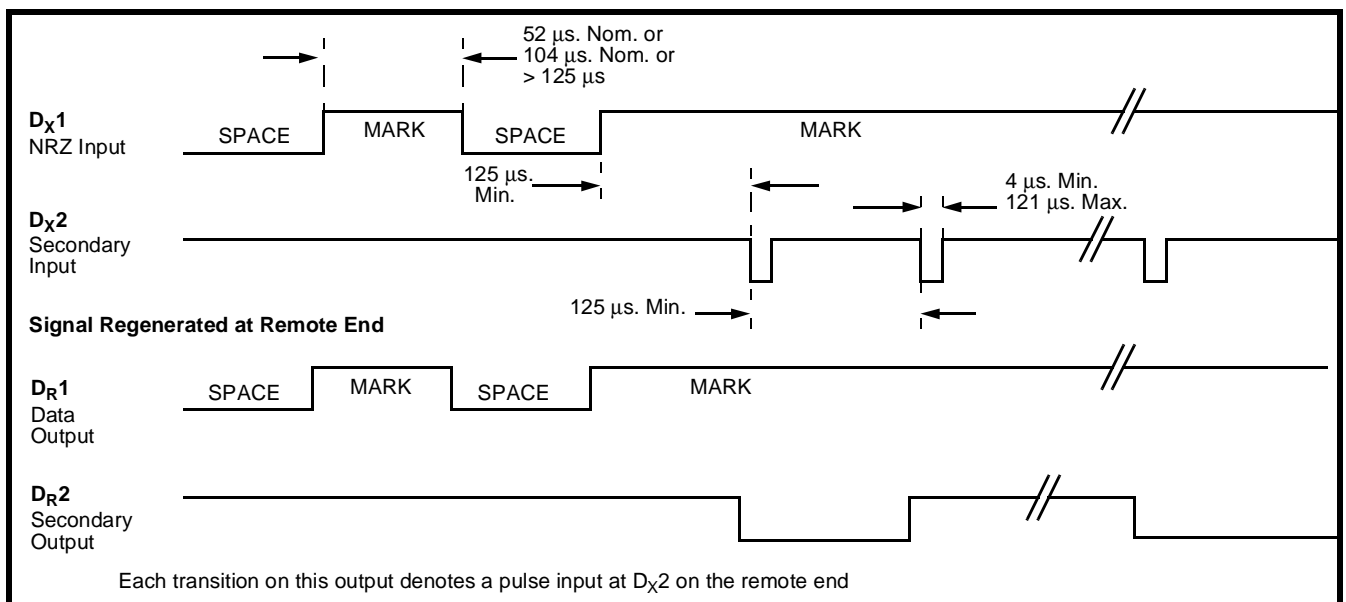 52 μs. Nom. or
104 μs. Nom. or
> 125 μs
DX1
NRZ Input
SPACE
MARK
SPACE
MARK
125 μs.
Min.
4 μs. Min.
121 μs. Max.
DX2
Secondary
Input
125 μs. Min.
Signal Regenerated at Remote End
DR1
Data
Output
SPACE
MARK
SPACE
MARK
DR2
Secondary
Output
Each transition on this output denotes a pulse input at DX2 on the remote end